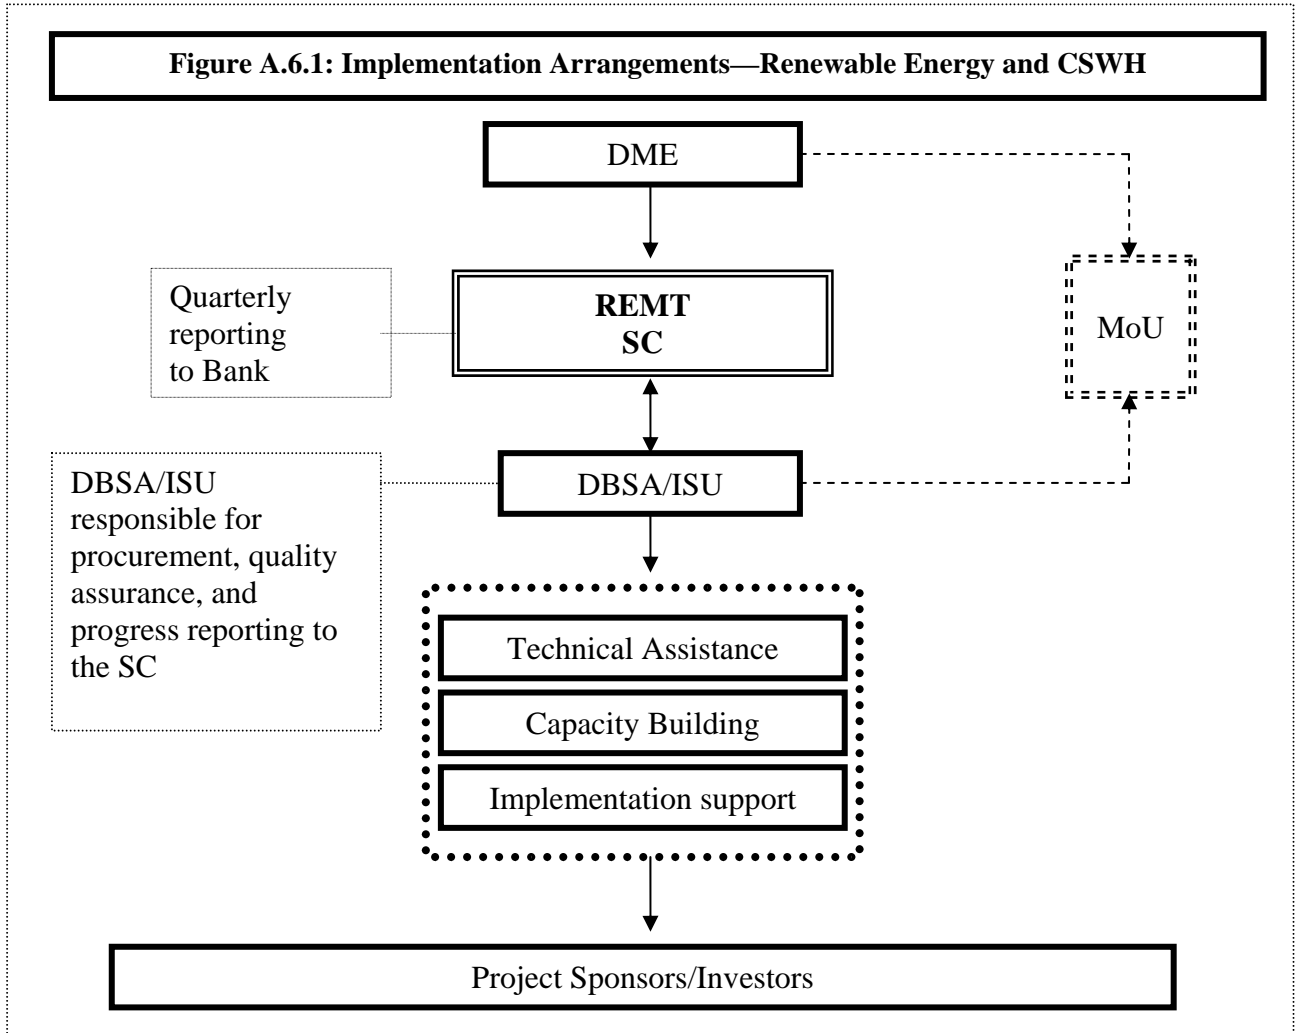 Figure A.6.1: Implementation Arrangements—Renewable Energy and CSWH
DME
Quarterly
reporting
to Bank
REMT
SC
MoU
DBSA/ISU
responsible for
procurement, quality
assurance, and
progress reporting to
the SC
DBSA/ISU
Technical Assistance
Capacity Building
Implementation support
Project Sponsors/Investors